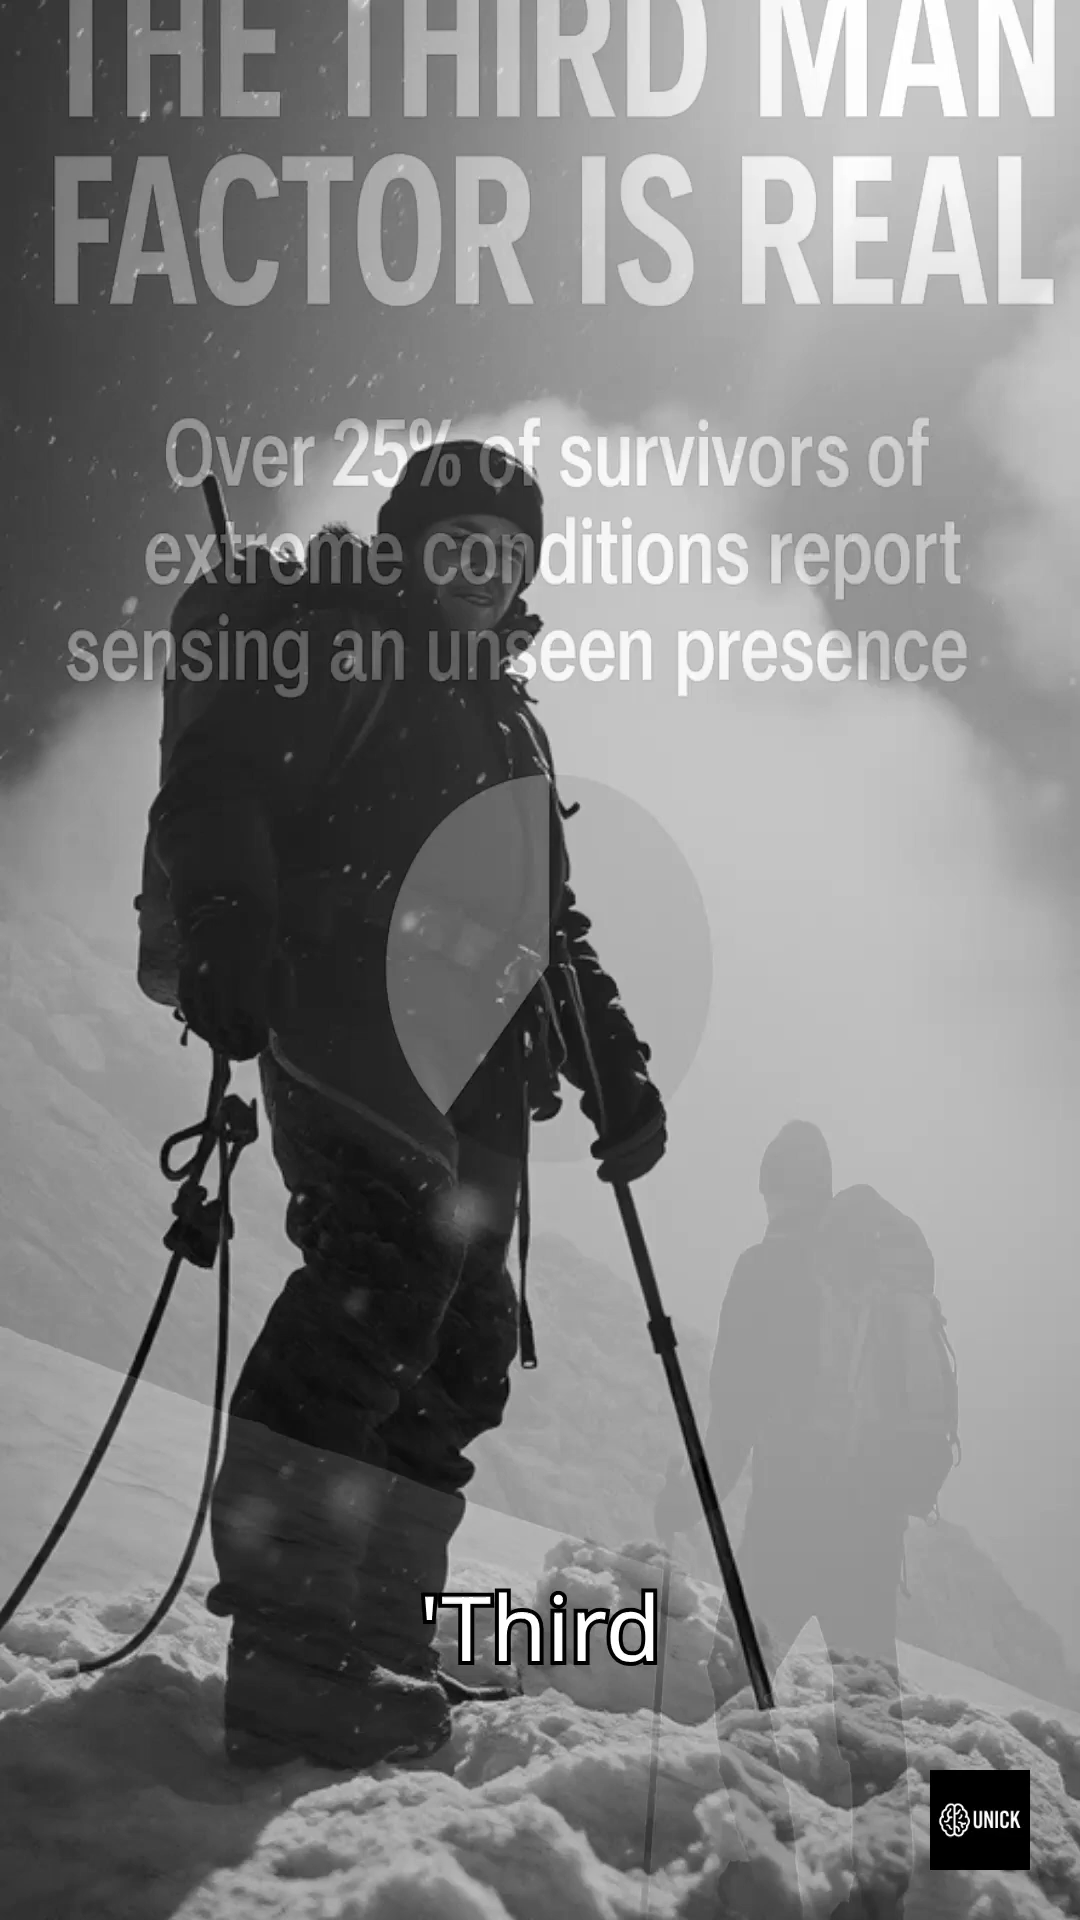 THE THIRD MAN
FACTOR IS REAL
Over 25% of survivors of
extreme conditions report
sensing an unseen presence
'Third
UNICK